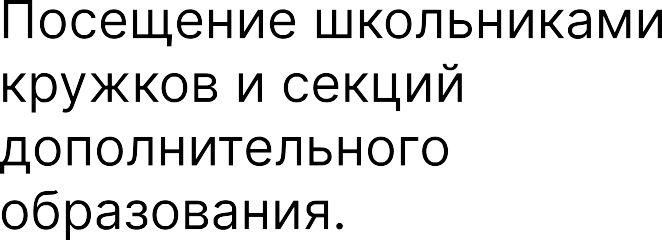 Посещение школьниками
кружков и секций
дополнительного
образования.